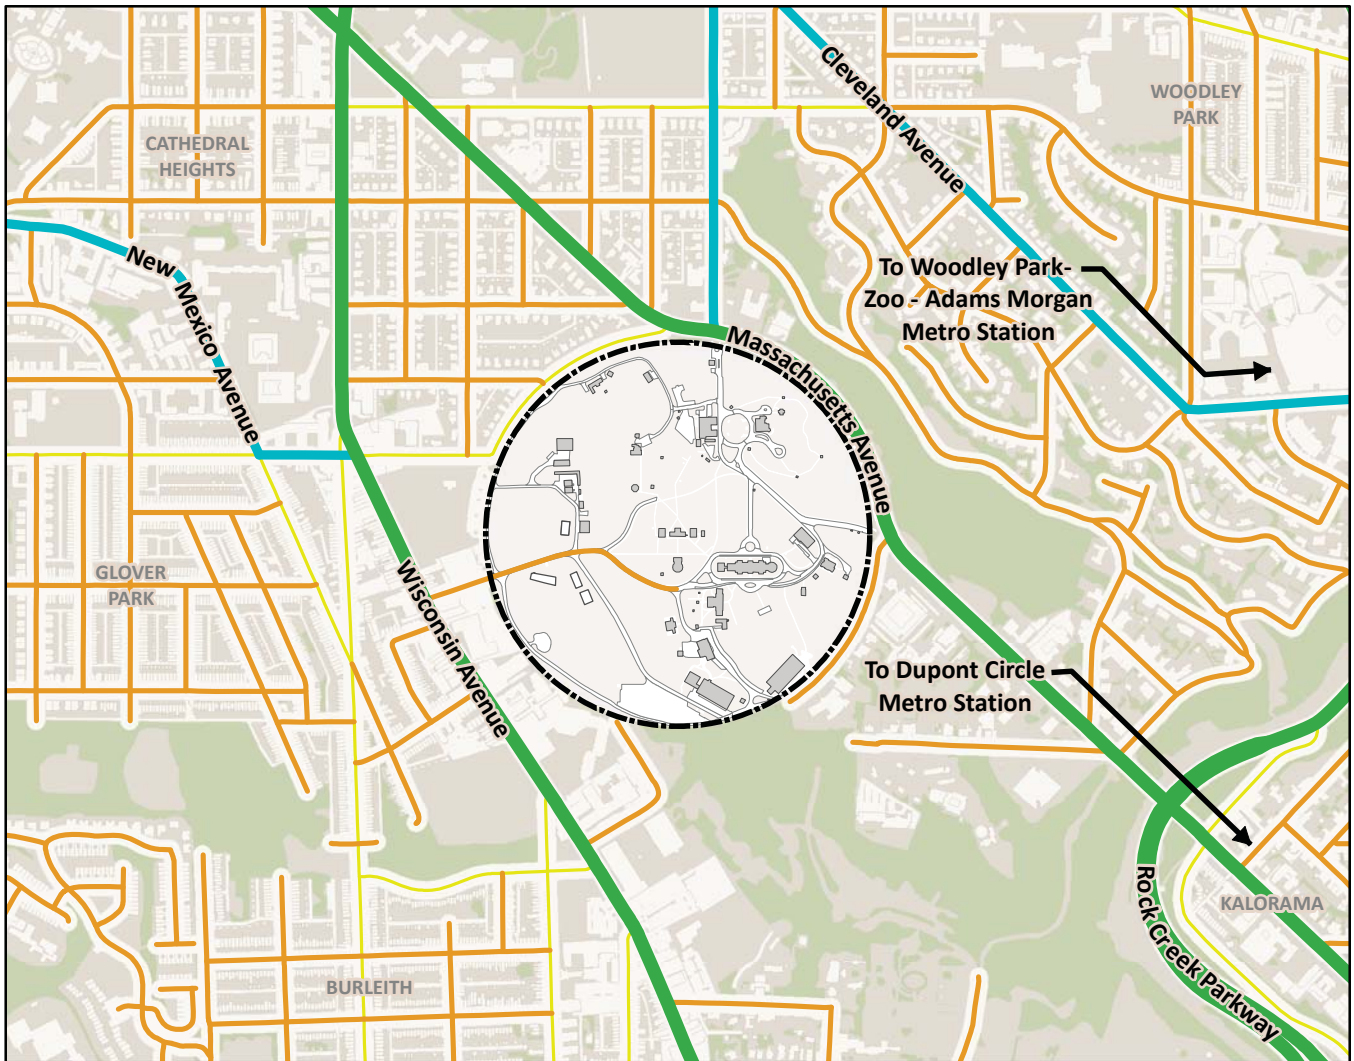 Cleveland Avenue
WOODLEY
PARK
CATHEDRAL
HEIGHTS
New Mexico Avenue
To Woodley Park-
Zoo - Adams Morgan
Metro Station
Massachusetts Avenue
GLOVER
PARK
Wisconsin Avenue
To Dupont Circle
Metro Station
Rock Creek Parkway
KALORAMA
BURLEITH